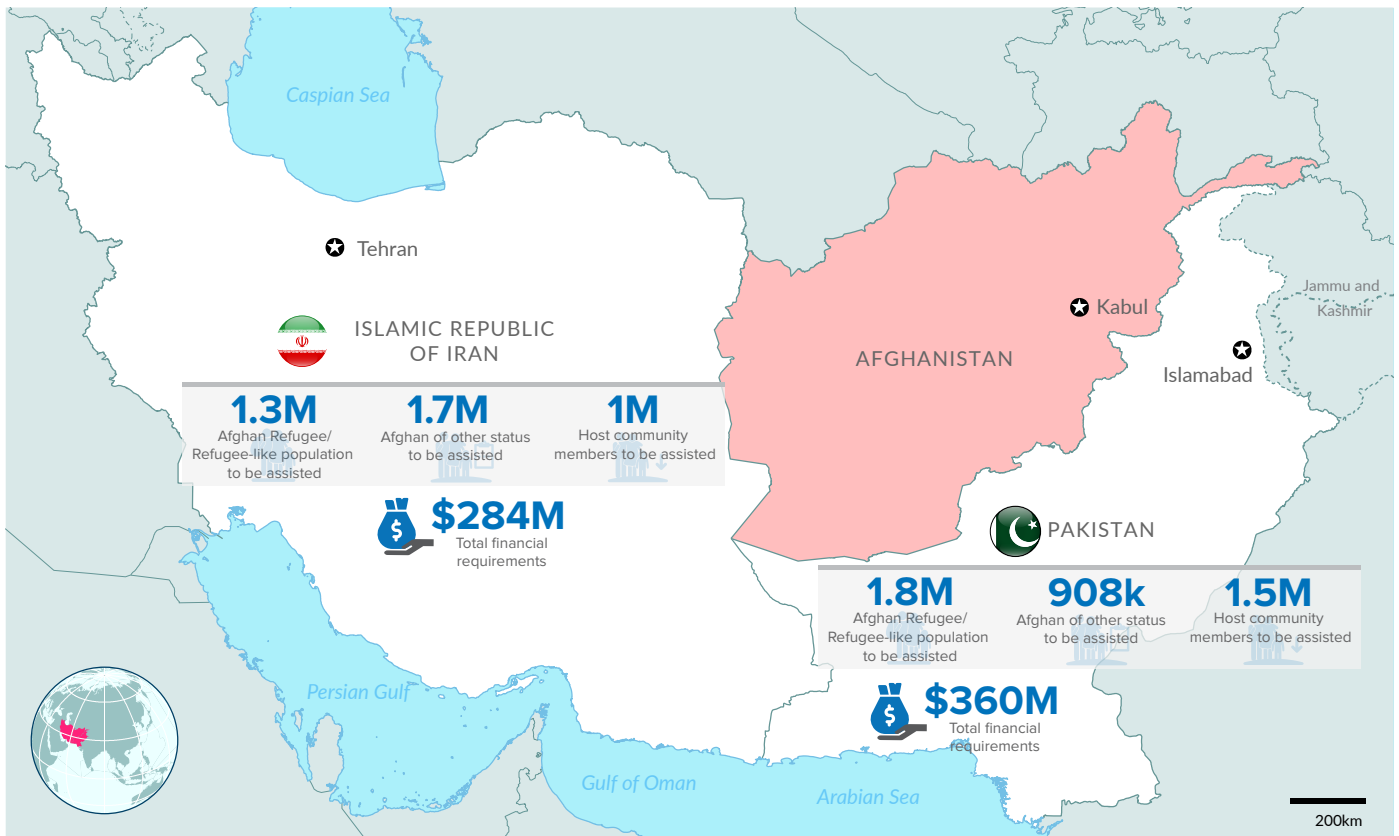 Caspian Sea
Tehran
ISLAMIC REPUBLIC
OF IRAN
1.3M
Afghan Refugee/
Refugee-like population
to be assisted
1.7M
Afghan of other status
to be assisted
1M
Host community
members to be assisted
$
$284M
Total financial
requirements
AFGHANISTAN
Kabul
Islamabad
Jammu and
Kashmir
PAKISTAN
1.8M
Afghan Refugee/
Refugee-like population
to be assisted
908k
Afghan of other status
to be assisted
1.5M
Host community
members to be assisted
$
$360M
Total financial
requirements
Persian Gulf
Gulf of Oman
Arabian Sea
200km